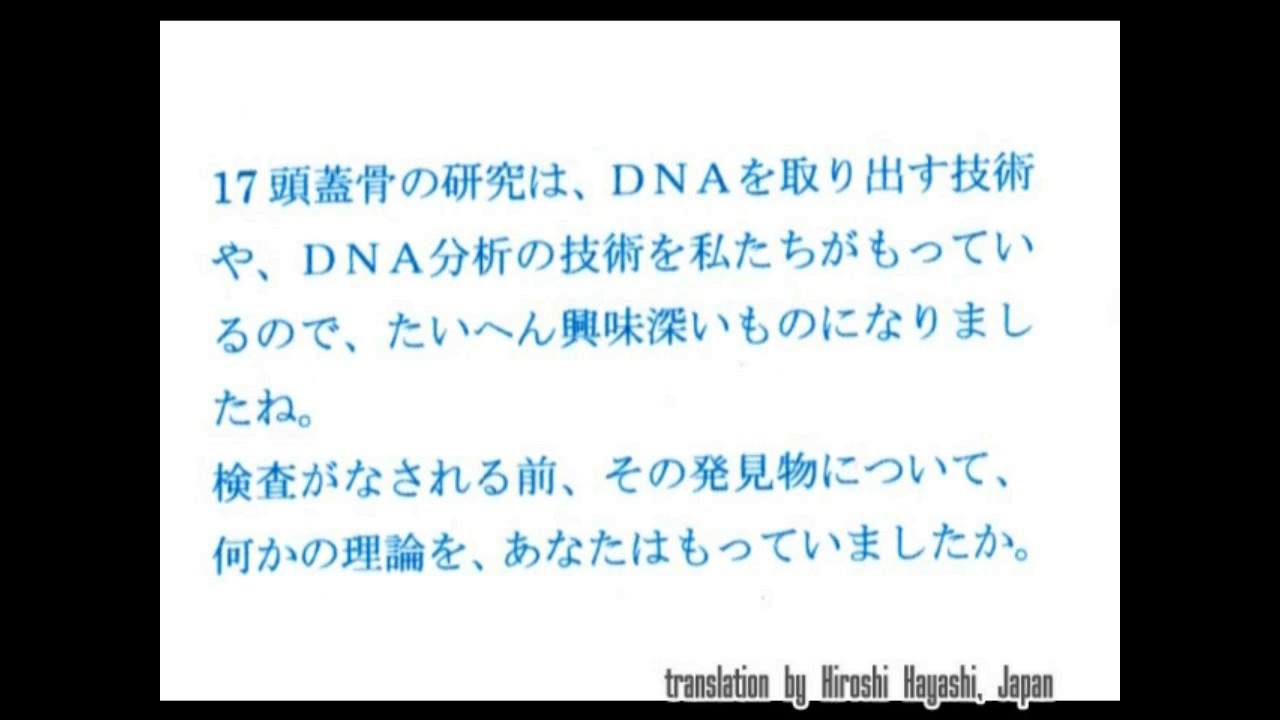 17頭蓋骨の研究は、ＤＮＡを取り出す技術
や、ＤＮＡ分析の技術を私たちがもってい
るので、たいへん興味深いものになりまし
たね。
検査がなされる前、その発見物について、
何かの理論を、あなたはもっていましたか。
translation by Hiroshi Hayashi, Japan